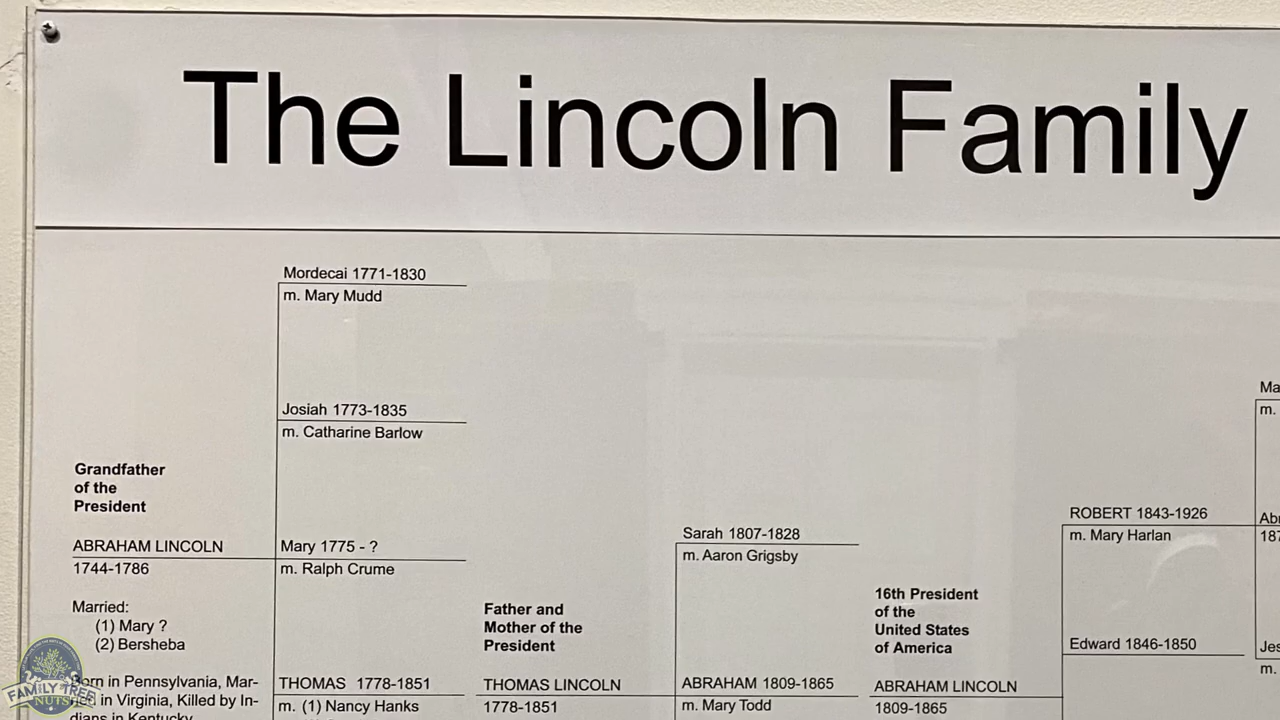 The Lincoln Family
Mordecai 1771-1830
m. Mary Mudd
Josiah 1773-1835
m. Catharine Barlow
Grandfather
of the
President
ABRAHAM LINCOLN
1744-1786
Married:
(1) Mary ?
(2) Bersheba
Born in Pennsylvania, Mar-
in Virginia, Killed by In-
dians in Kentucky
Mary 1775 - ?
m. Ralph Crume
THOMAS 1778-1851
m. (1) Nancy Hanks
Father and
Mother of the
President
THOMAS LINCOLN
1778-1851
Sarah 1807-1828
m. Aaron Grigsby
ABRAHAM 1809-1865
m. Mary Todd
16th President
of the
United States
of America
ABRAHAM LINCOLN
1809-1865
ROBERT 1843-1926
m. Mary Harlan
Edward 1846-1850
Ma
m.
Abr
187
Jes
m.
FAMILY TREE
NUTS